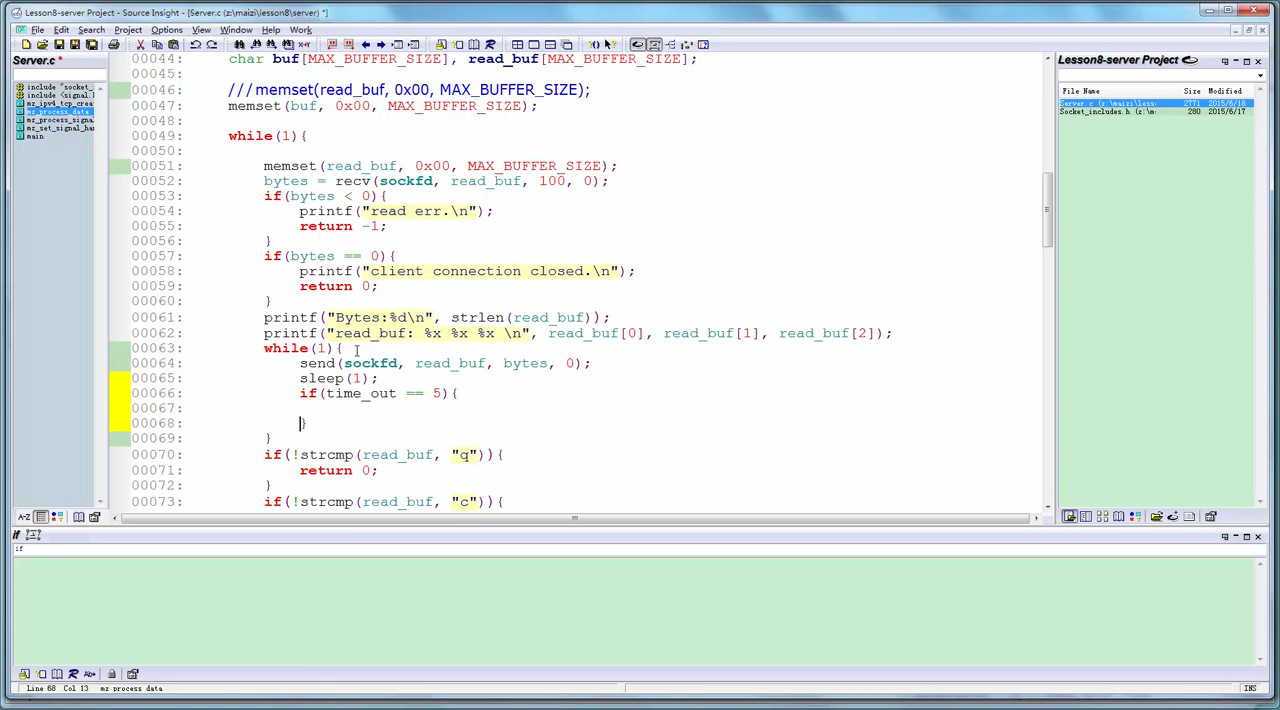 Lesson8-server Project - Source Insight - [Server.c (z:\maizi\lesson8\server) *]
File Edit Search Project Options View Window Help Work
Server.c *
include "socket_
include <signal.
mz_ipv4_tcp_crea
mz_process_data
mz_process_signa
mz_set_signal_ha
main
00044: char buf[MAX_BUFFER_SIZE], read_buf[MAX_BUFFER_SIZE];
00045:
00046: ///memset(read_buf, 0x00, MAX_BUFFER_SIZE);
00047: memset(buf, 0x00, MAX_BUFFER_SIZE);
00048:
00049: while(1){
00050:
00051: memset(read_buf, 0x00, MAX_BUFFER_SIZE);
00052: bytes = recv(sockfd, read_buf, 100, 0);
00053: if(bytes < 0){
00054: printf("read err.\n");
00055: return -1;
00056: }
00057: if(bytes == 0){
00058: printf("client connection closed.\n");
00059: return 0;
00060: }
00061: printf("Bytes:%d\n", strlen(read_buf));
00062: printf("read_buf: %x %x %x \n", read_buf[0], read_buf[1], read_buf[2]);
00063: while(1){
00064: send(sockfd, read_buf, bytes, 0);
00065: sleep(1);
00066: if(time_out == 5){
00067:
00068: }
00069: }
00070: if(!strcmp(read_buf, "q")){
00071: return 0;
00072: }
00073: if(!strcmp(read_buf, "c")){
Lesson8-server Project
File Name Size Modified
Server.c (z:\maizi\less 2771 2015/6/18
Socket_includes.h (z:\m 280 2015/6/17
A-Z
if
if
Line 68 Col 13 mz_process_data
INS